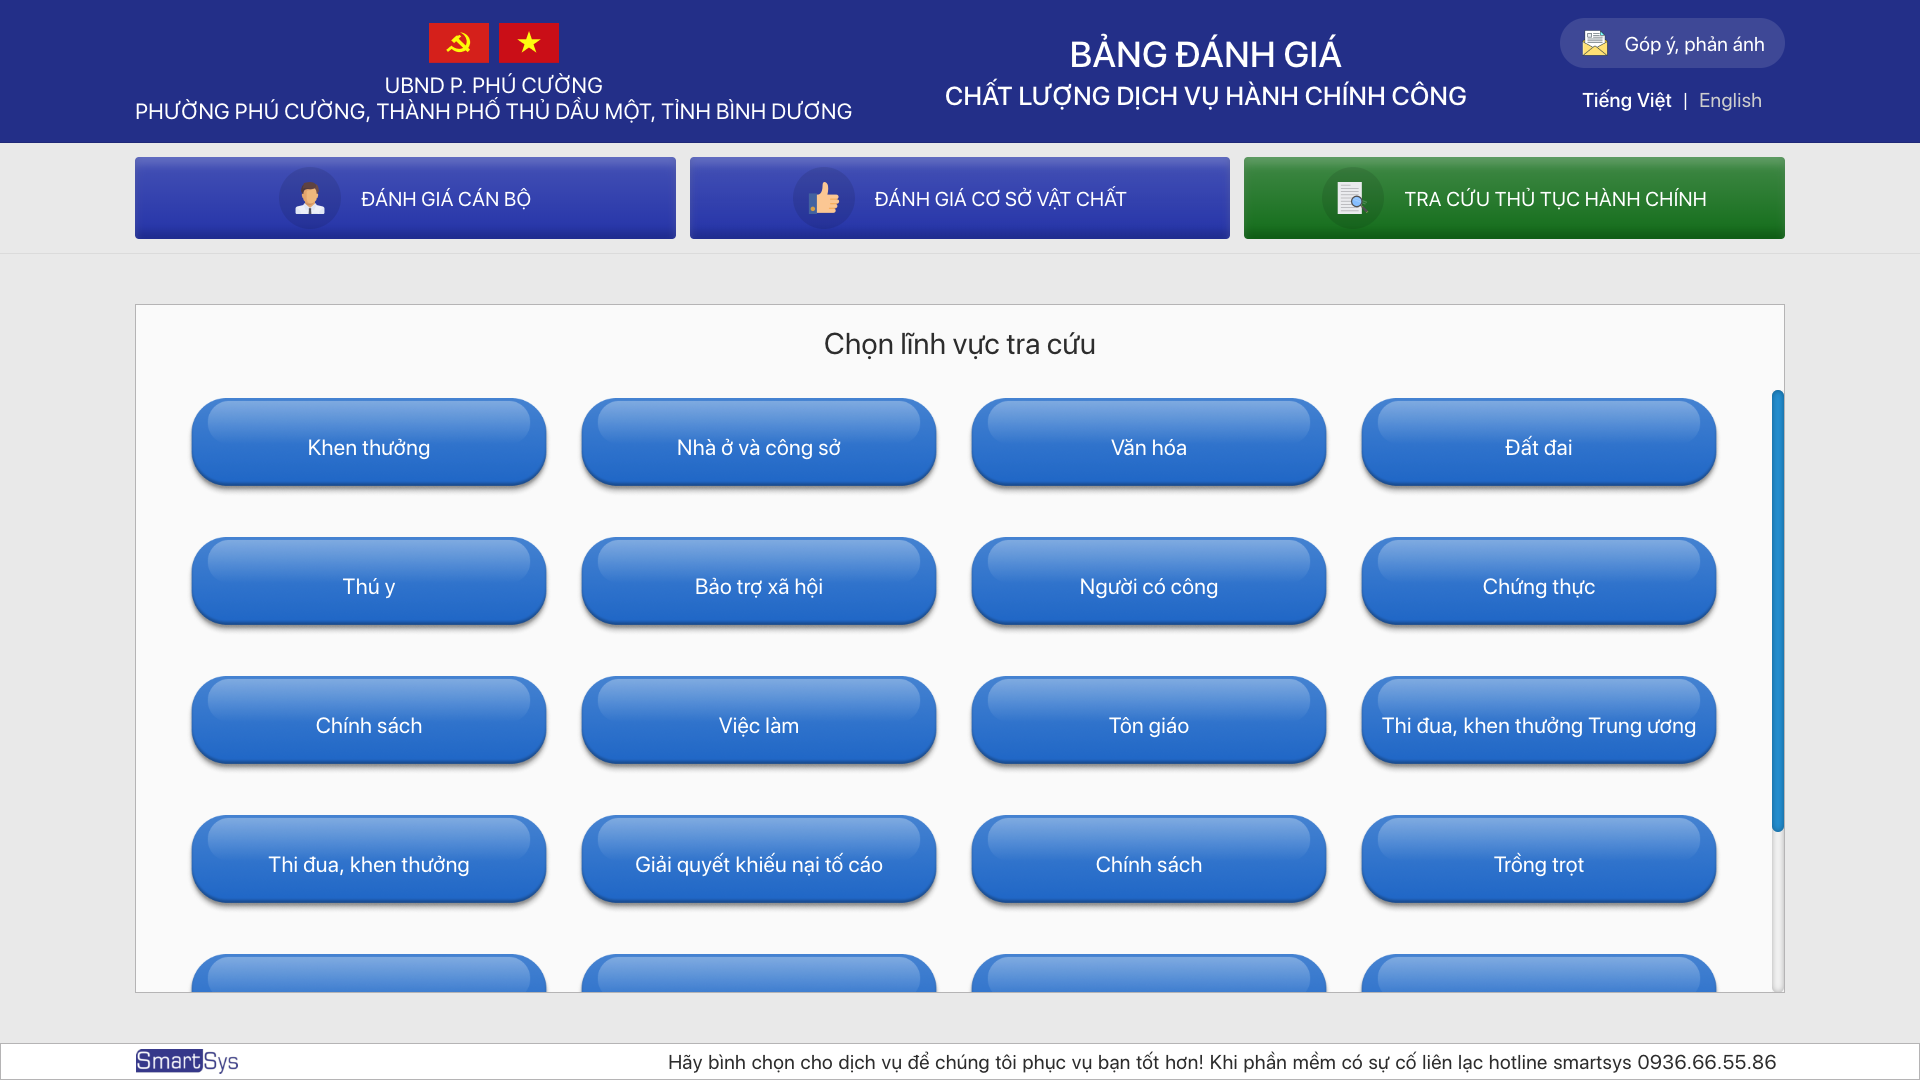 UBND P. PHÚ CƯỜNG
PHƯỜNG PHÚ CƯỜNG, THÀNH PHỐ THỦ DẦU MỘT, TỈNH BÌNH DƯƠNG
BẢNG ĐÁNH GIÁ
CHẤT LƯỢNG DỊCH VỤ HÀNH CHÍNH CÔNG
Góp ý, phản ánh
Tiếng Việt | English
ĐÁNH GIÁ CÁN BỘ
ĐÁNH GIÁ CƠ SỞ VẬT CHẤT
TRA CỨU THỦ TỤC HÀNH CHÍNH
Chọn lĩnh vực tra cứu
Khen thưởng
Nhà ở và công sở
Văn hóa
Đất đai
Thú y
Bảo trợ xã hội
Người có công
Chứng thực
Chính sách
Việc làm
Tôn giáo
Thi đua, khen thưởng Trung ương
Thi đua, khen thưởng
Giải quyết khiếu nại tố cáo
Chính sách
Trồng trọt
SmartSys
Hãy bình chọn cho dịch vụ để chúng tôi phục vụ bạn tốt hơn! Khi phần mềm có sự cố liên lạc hotline smartsys 0936.66.55.86